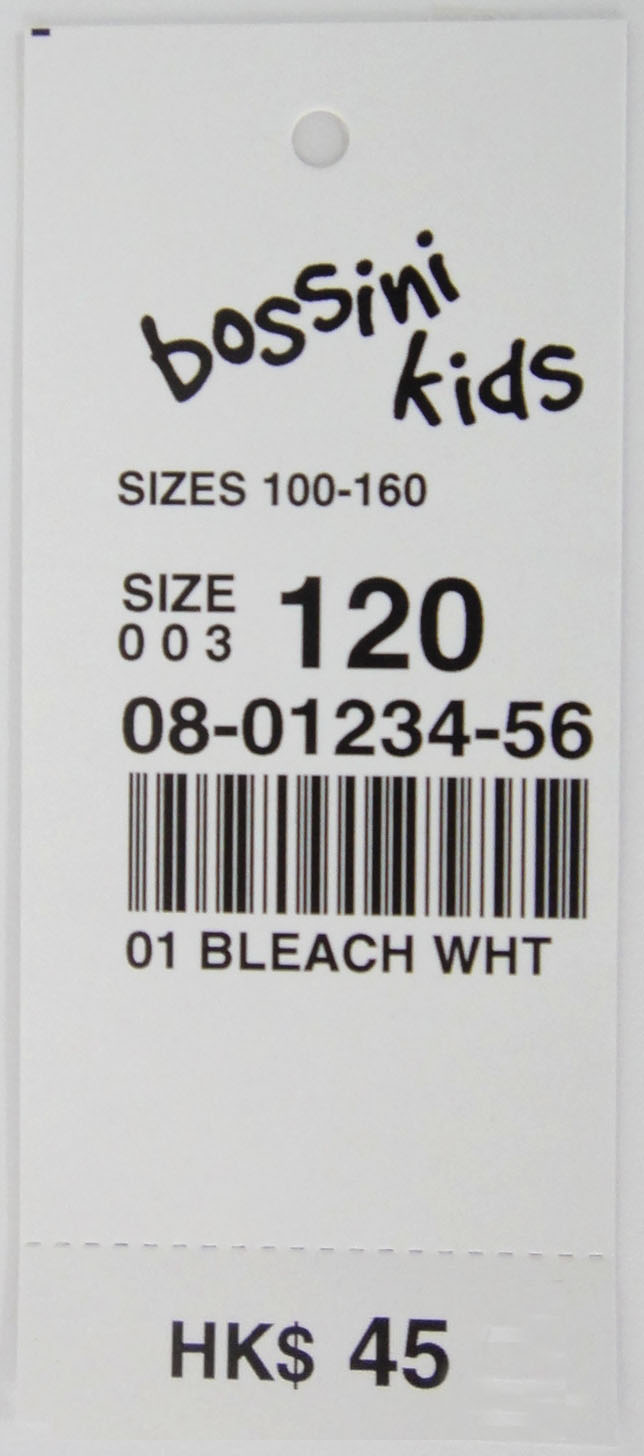 bossini
kids
SIZES 100-160
SIZE
003
120
08-01234-56
01 BLEACH WHT
HK$ 45